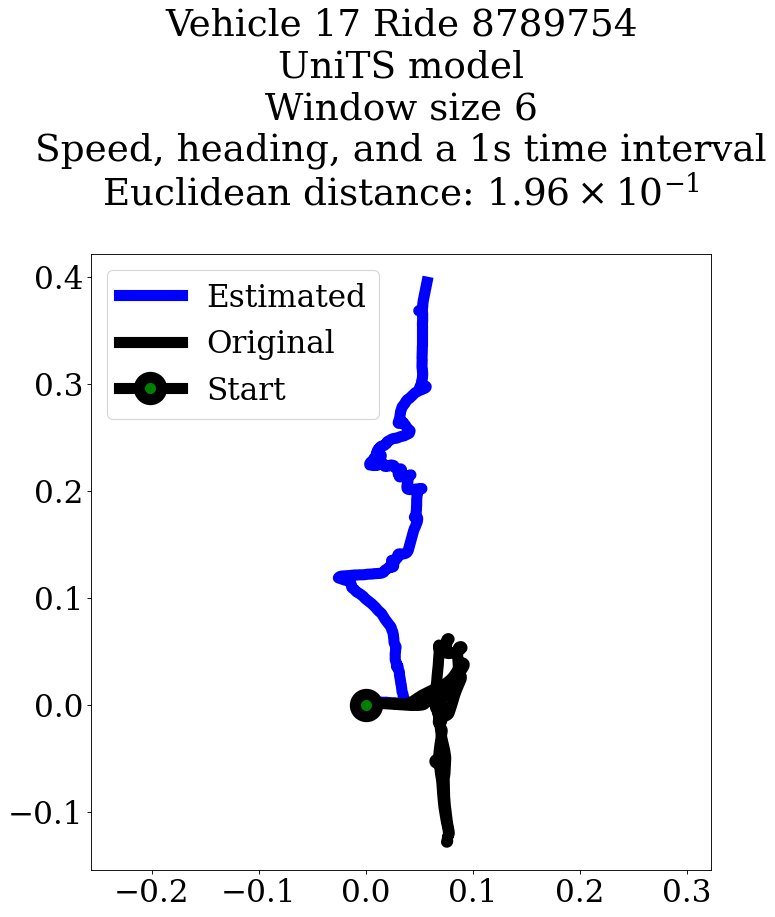 Vehicle 17 Ride 8789754
UniTS model
Window size 6
Speed, heading, and a 1s time interval
Euclidean distance: 1.96 × 10⁻¹
Estimated
Original
Start
0.4
0.3
0.2
0.1
0.0
−0.1
−0.2 −0.1 0.0 0.1 0.2 0.3